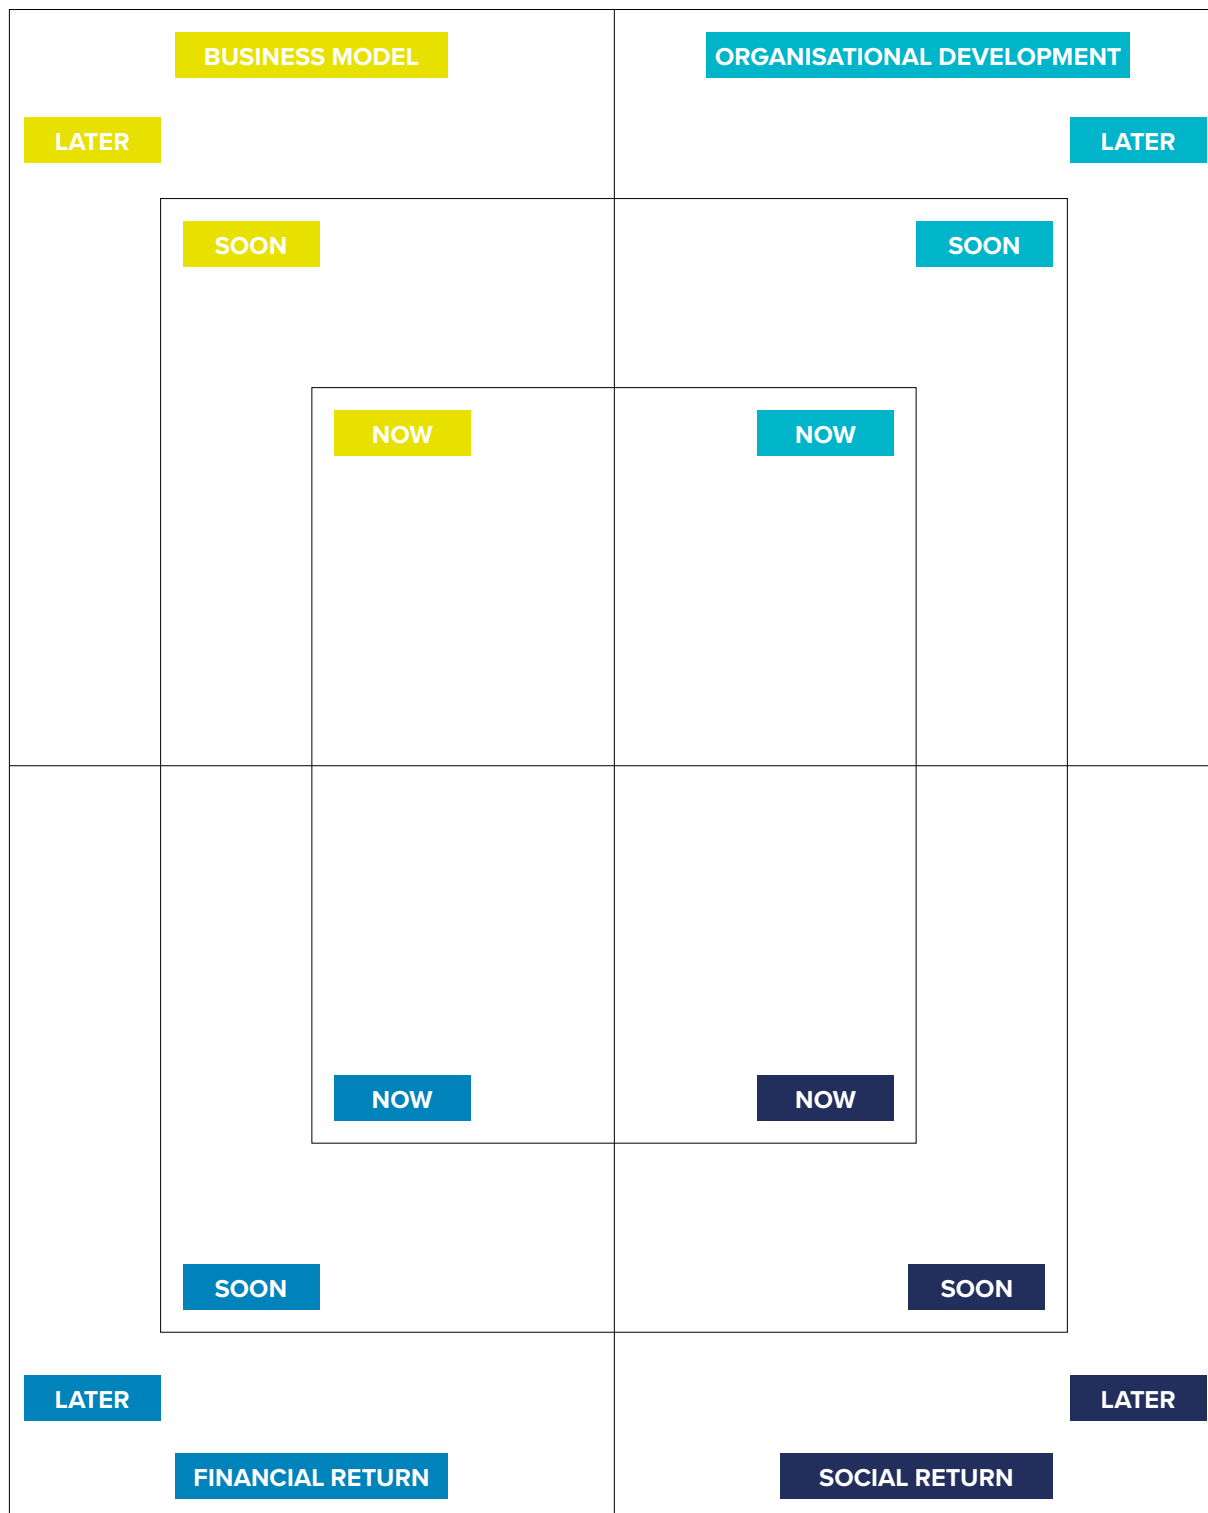 BUSINESS MODEL
ORGANISATIONAL DEVELOPMENT
LATER
LATER
SOON
SOON
NOW
NOW
NOW
NOW
SOON
SOON
LATER
LATER
FINANCIAL RETURN
SOCIAL RETURN